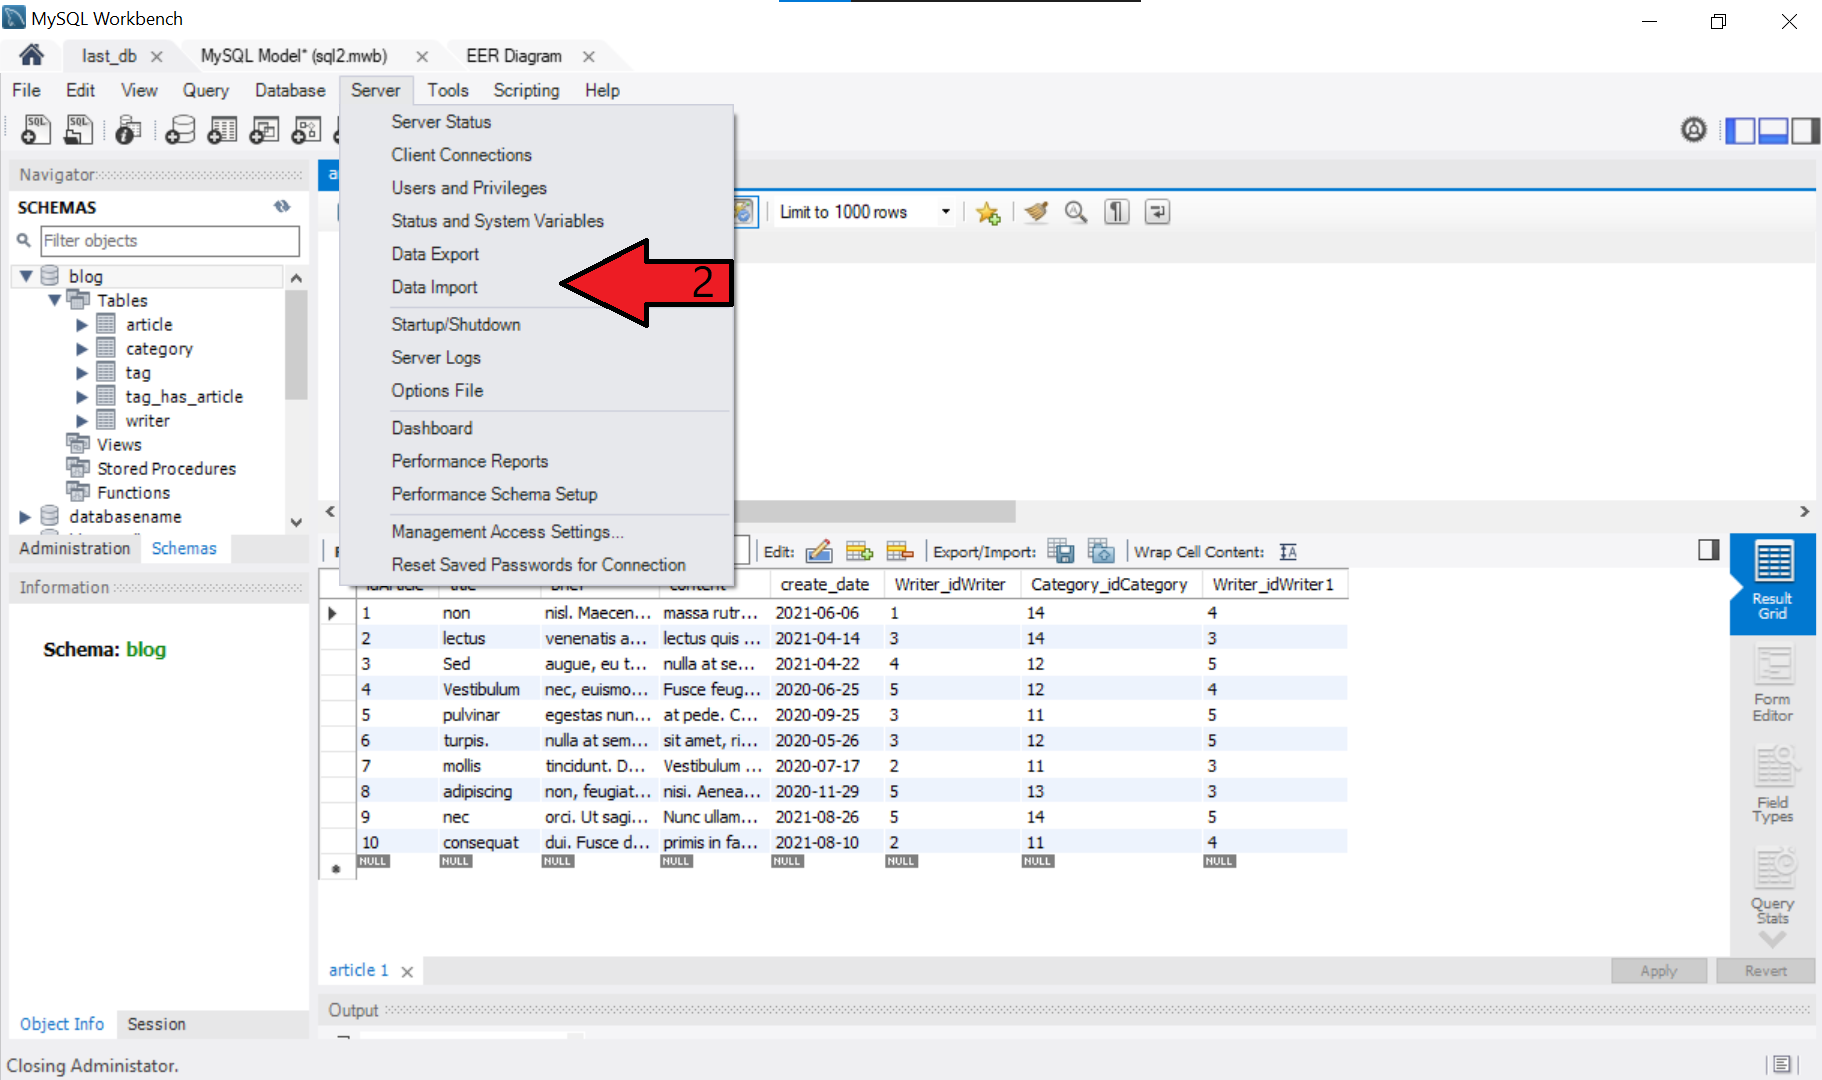 MySQL Workbench
last_db MySQL Model* (sql2.mwb) EER Diagram
File Edit View Query Database Server Tools Scripting Help
SQL SQL
Server Status
Client Connections
Users and Privileges
Status and System Variables
Data Export
Data Import
2
Startup/Shutdown
Server Logs
Options File
Dashboard
Performance Reports
Performance Schema Setup
Management Access Settings...
Reset Saved Passwords for Connection
Navigator
SCHEMAS
Filter objects
blog
Tables
article
category
tag
tag_has_article
writer
Views
Stored Procedures
Functions
databasename
Administration Schemas
Information
Schema: blog
Object Info Session
Limit to 1000 rows
Edit: Export/Import: Wrap Cell Content: IA
create_date Writer_idWriter Category_idCategory Writer_idWriter1
1 non nisl. Maecen... massa rutr... 2021-06-06 1 14 4
2 lectus venenatis a... lectus quis ... 2021-04-14 3 14 3
3 Sed augue, eu t... nulla at se... 2021-04-22 4 12 5
4 Vestibulum nec, euismo... Fusce feug... 2020-06-25 5 12 4
5 pulvinar egestas nun... at pede. C... 2020-09-25 3 11 5
6 turpis. nulla at sem... sit amet, ri... 2020-05-26 3 12 5
7 mollis tincidunt. D... Vestibulum ... 2020-07-17 2 11 3
8 adipiscing non, feugiat... nisi. Aenea... 2020-11-29 5 13 3
9 nec orci. Ut sagi... Nunc ullam... 2021-08-26 5 14 5
10 consequat dui. Fusce d... primis in fa... 2021-08-10 2 11 4
NULL NULL NULL NULL NULL NULL NULL NULL
Result
Grid
Form
Editor
Field
Types
Query
Stats
article 1
Apply Revert
Output
Closing Administator.